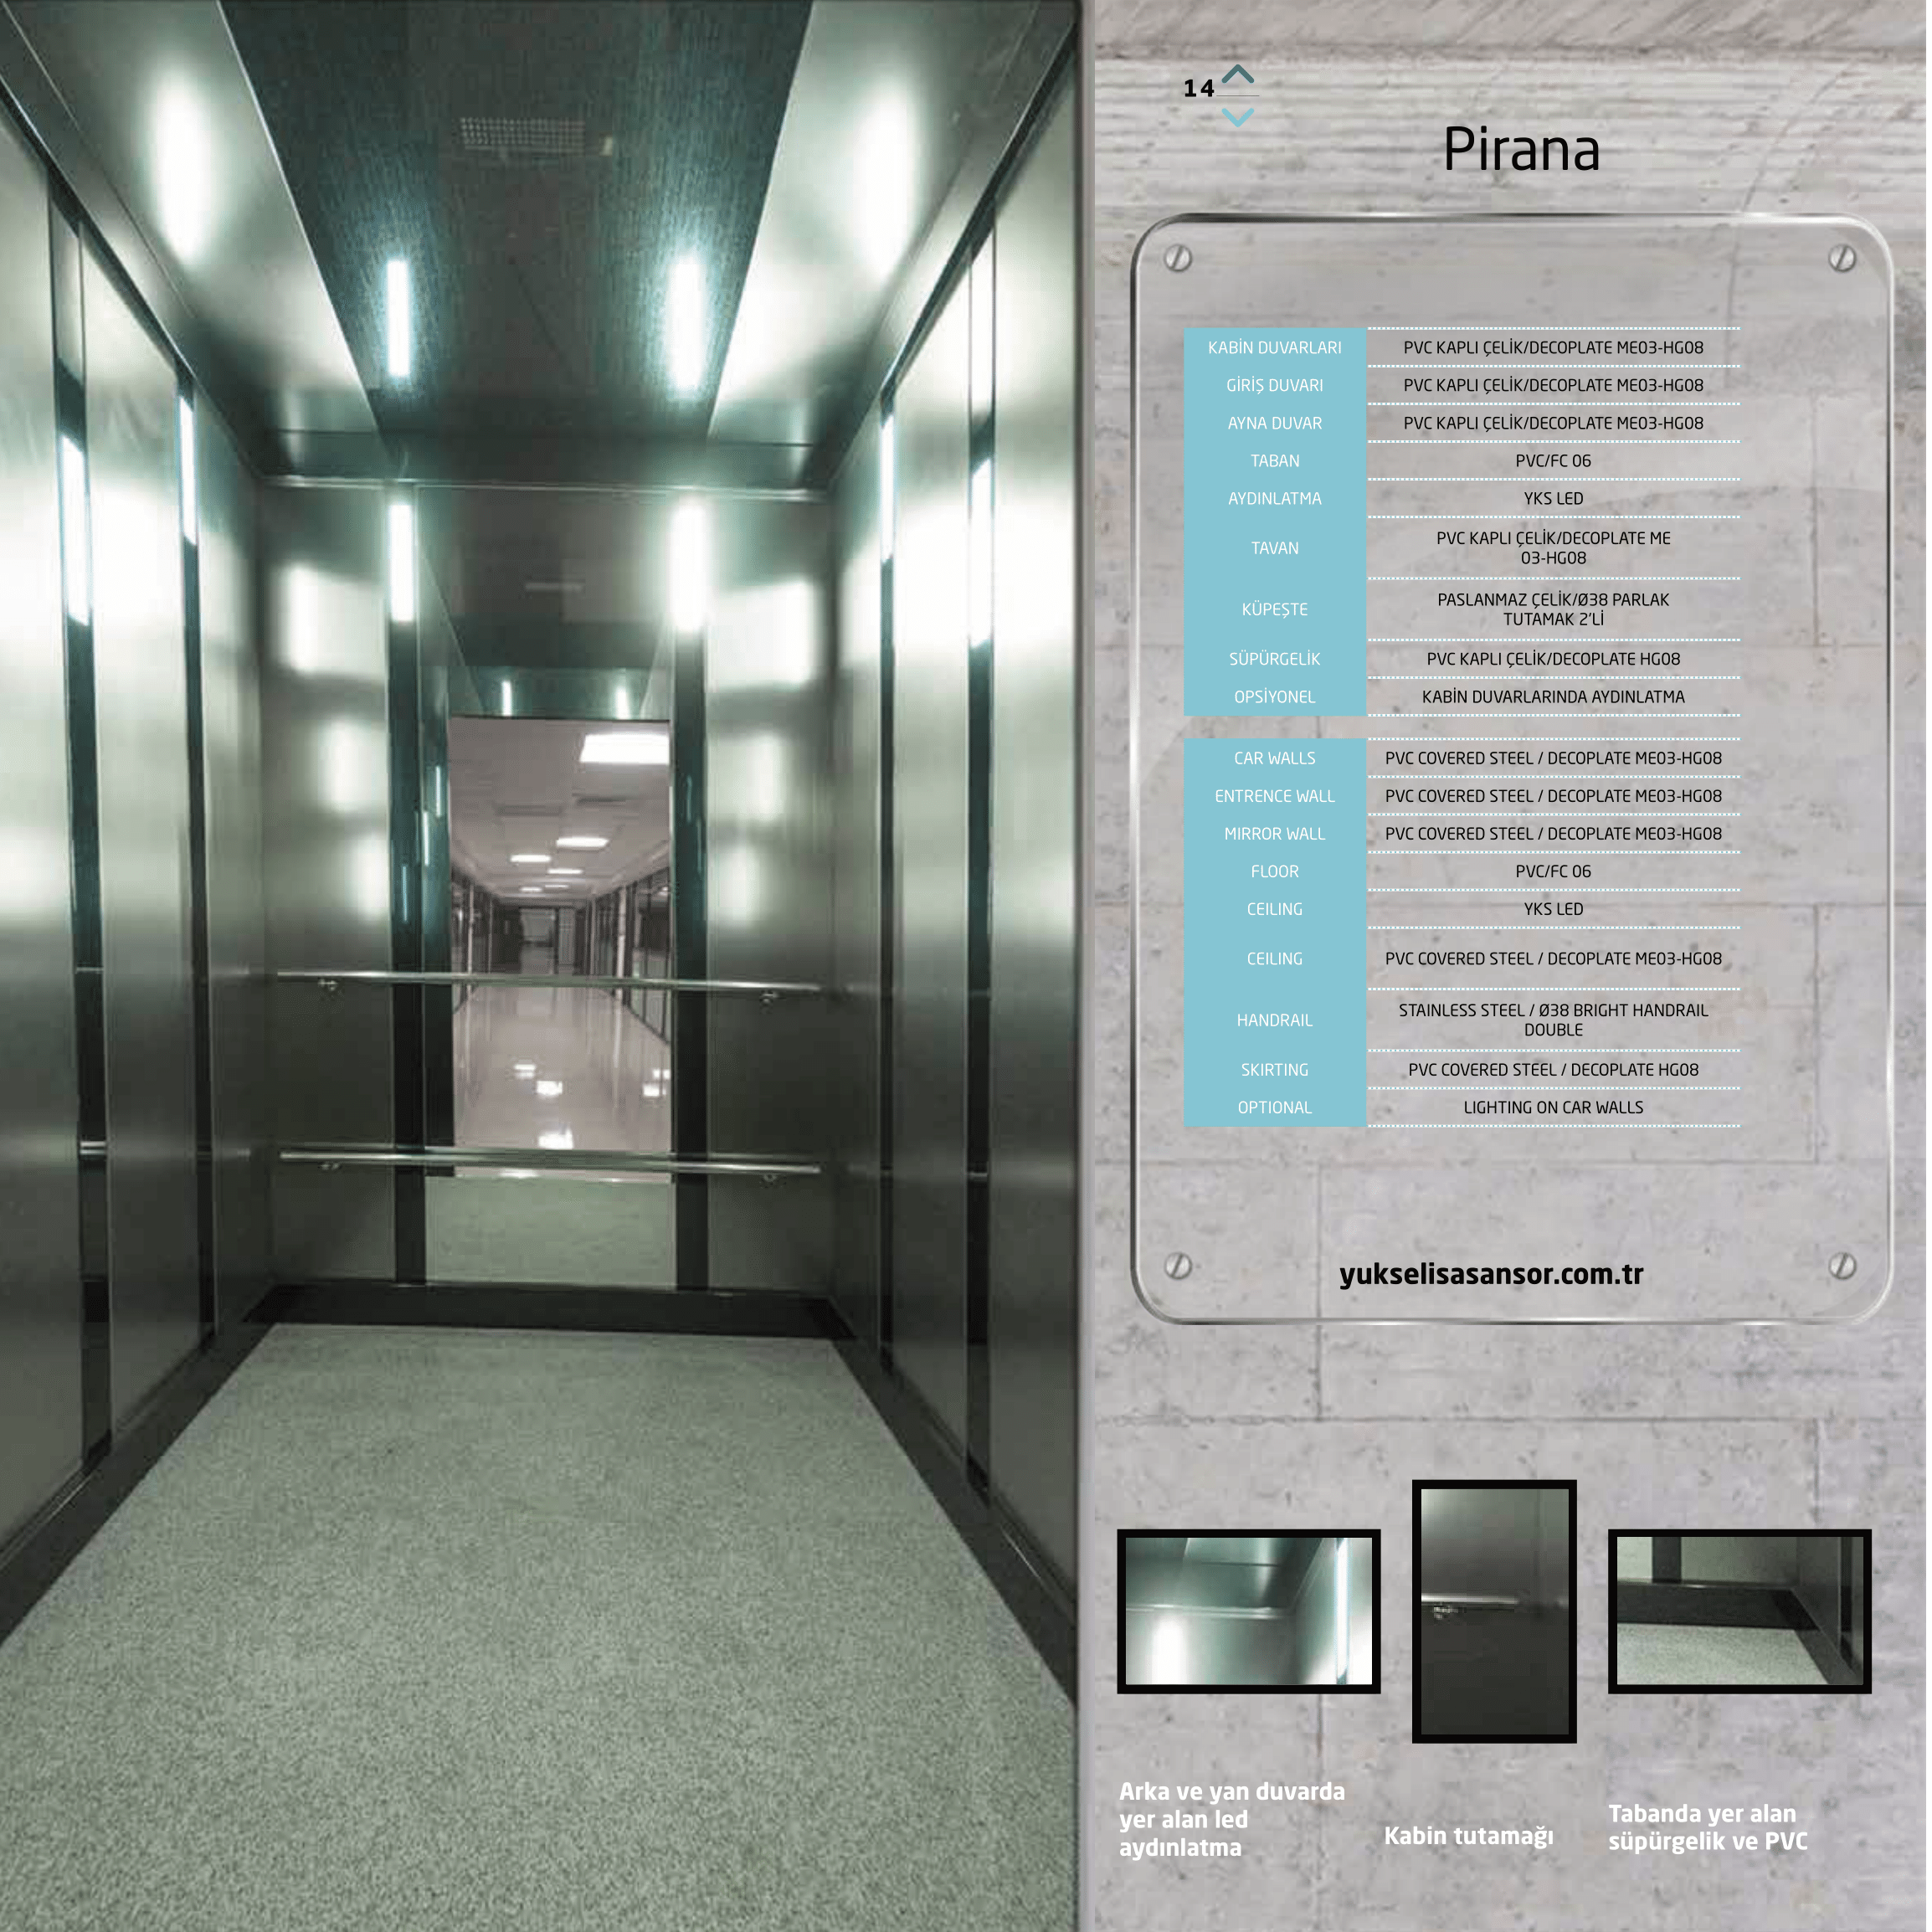 14
Pirana
KABİN DUVARLARI PVC KAPLI ÇELİK/DECOPLATE ME03-HG08
GİRİŞ DUVARI PVC KAPLI ÇELİK/DECOPLATE ME03-HG08
AYNA DUVAR PVC KAPLI ÇELİK/DECOPLATE ME03-HG08
TABAN PVC/FC 06
AYDINLATMA YKS LED
TAVAN PVC KAPLI ÇELİK/DECOPLATE ME
03-HG08
KÜPEŞTE PASLANMAZ ÇELİK/Ø38 PARLAK
TUTAMAK 2'Lİ
SÜPÜRGELİK PVC KAPLI ÇELİK/DECOPLATE HG08
OPSİYONEL KABİN DUVARLARINDA AYDINLATMA
CAR WALLS PVC COVERED STEEL / DECOPLATE ME03-HG08
ENTRENCE WALL PVC COVERED STEEL / DECOPLATE ME03-HG08
MIRROR WALL PVC COVERED STEEL / DECOPLATE ME03-HG08
FLOOR PVC/FC 06
CEILING YKS LED
CEILING PVC COVERED STEEL / DECOPLATE ME03-HG08
HANDRAIL STAINLESS STEEL / Ø38 BRIGHT HANDRAIL
DOUBLE
SKIRTING PVC COVERED STEEL / DECOPLATE HG08
OPTIONAL LIGHTING ON CAR WALLS
yukselisasansor.com.tr
Arka ve yan duvarda
yer alan led
aydınlatma
Kabin tutamağı
Tabanda yer alan
süpürgelik ve PVC